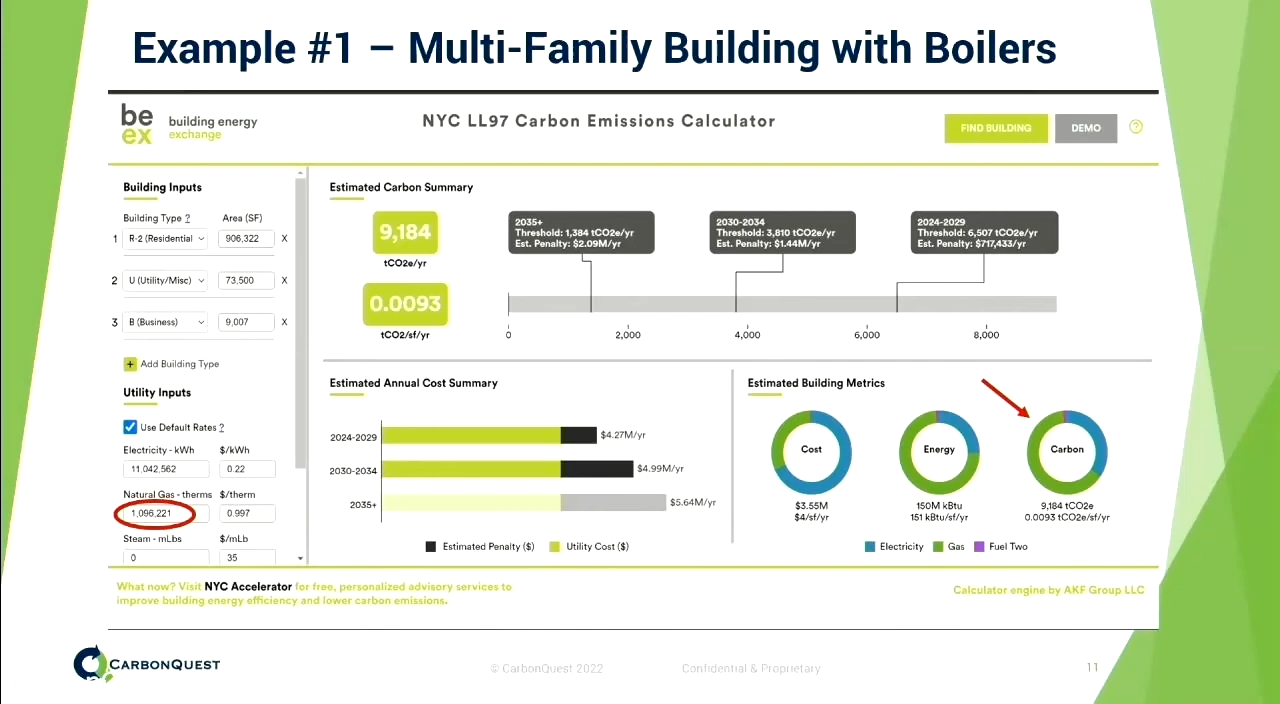 Example #1 – Multi-Family Building with Boilers
be
ex
building energy
exchange
NYC LL97 Carbon Emissions Calculator
FIND BUILDING
DEMO
?
Building Inputs
Building Type ? Area (SF)
1 R-2 (Residential 906,322 X
2 U (Utility/Misc) 73,500 X
3 B (Business) 9,007 X
+ Add Building Type
Utility Inputs
Use Default Rates ?
Electricity - kWh $/kWh
11,042,562 0.22
Natural Gas - therms $/therm
1,096,221 0.997
Steam - mLbs $/mLb
0 35
Estimated Carbon Summary
9,184
tCO2e/yr
0.0093
tCO2/sf/yr
2035+
Threshold: 1,384 tCO2e/yr
Est. Penalty: $2.09M/yr
2030-2034
Threshold: 3,810 tCO2e/yr
Est. Penalty: $1.44M/yr
2024-2029
Threshold: 6,507 tCO2e/yr
Est. Penalty: $717,433/yr
0 2,000 4,000 6,000 8,000
Estimated Annual Cost Summary
2024-2029 $4.27M/yr
2030-2034 $4.99M/yr
2035+ $5.64M/yr
Estimated Penalty ($) Utility Cost ($)
Estimated Building Metrics
Cost Energy Carbon
$3.55M 150M kBtu 9,184 tCO2e
$4/sf/yr 151 kBtu/sf/yr 0.0093 tCO2e/sf/yr
Electricity Gas Fuel Two
What now? Visit NYC Accelerator for free, personalized advisory services to
improve building energy efficiency and lower carbon emissions.
Calculator engine by AKF Group LLC
CARBONQUEST
© CarbonQuest 2022 Confidential & Proprietary 11